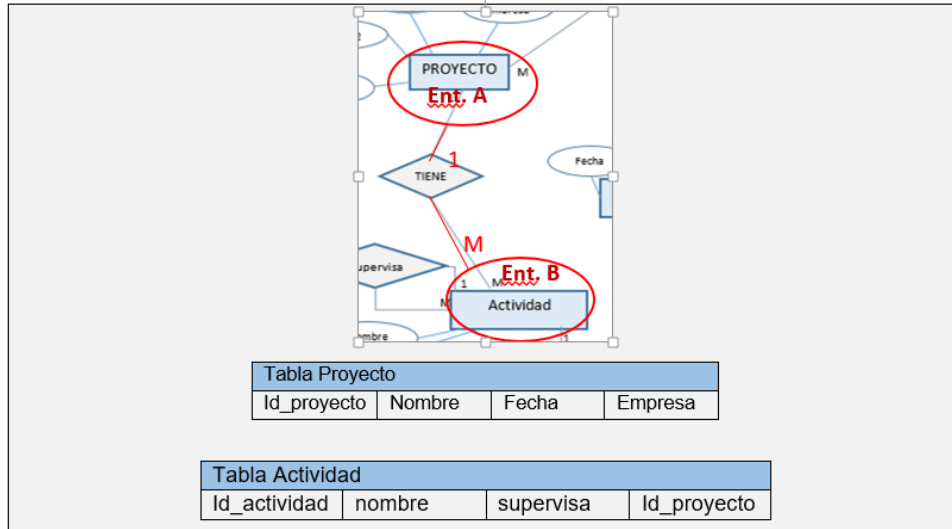 PROYECTO
M
Ent. A
1
TIENE
Fecha
M
upervisa
Ent. B
1
M
M
Actividad
ombre
1
Tabla Proyecto
Id_proyecto Nombre Fecha Empresa
Tabla Actividad
Id_actividad nombre supervisa Id_proyecto